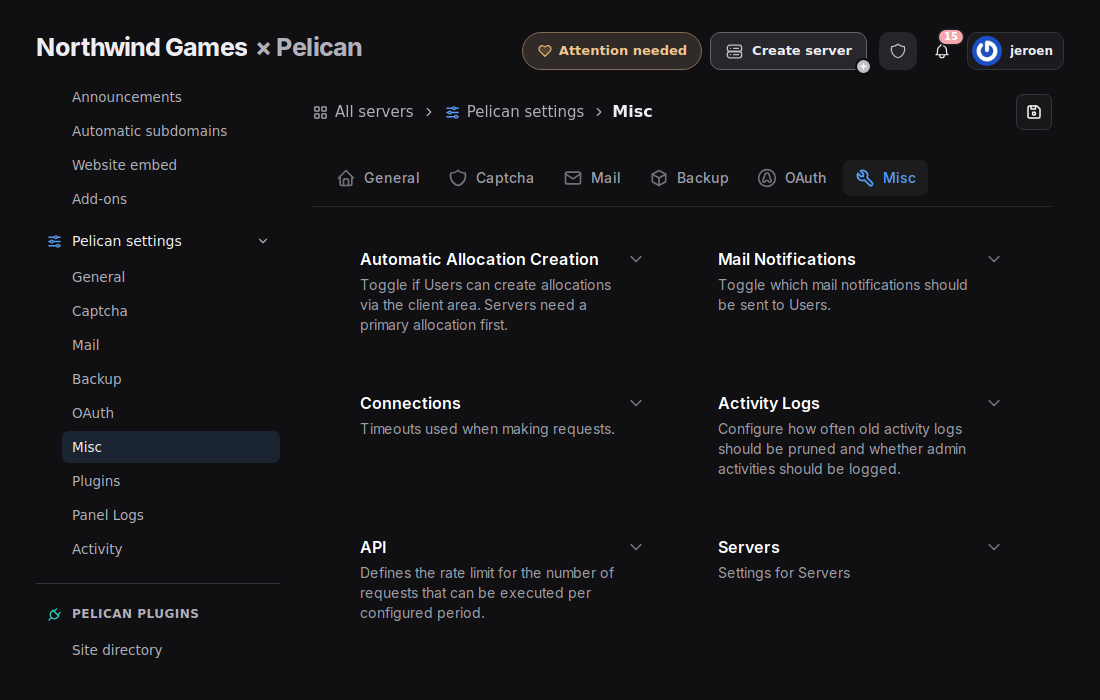 Northwind Games × Pelican
Attention needed
Create server
15
jeroen
Announcements
Automatic subdomains
Website embed
Add-ons
Pelican settings
General
Captcha
Mail
Backup
OAuth
Misc
Plugins
Panel Logs
Activity
PELICAN PLUGINS
Site directory
All servers > Pelican settings > Misc
General
Captcha
Mail
Backup
OAuth
Misc
Automatic Allocation Creation
Toggle if Users can create allocations
via the client area. Servers need a
primary allocation first.
Mail Notifications
Toggle which mail notifications should
be sent to Users.
Connections
Timeouts used when making requests.
Activity Logs
Configure how often old activity logs
should be pruned and whether admin
activities should be logged.
API
Defines the rate limit for the number of
requests that can be executed per
configured period.
Servers
Settings for Servers